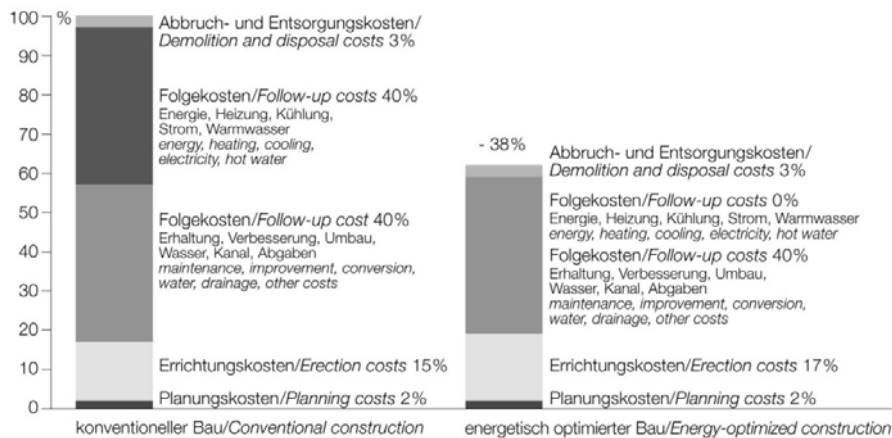 100 %
90
80
70
60
50
40
30
20
10
0
Abbruch- und Entsorgungskosten/
Demolition and disposal costs 3%
Folgekosten/Follow-up costs 40%
Energie, Heizung, Kühlung,
Strom, Warmwasser
energy, heating, cooling,
electricity, hot water
Folgekosten/Follow-up cost 40%
Erhaltung, Verbesserung, Umbau,
Wasser, Kanal, Abgaben
maintenance, improvement, conversion,
water, drainage, other costs
Errichtungskosten/Erection costs 15%
Planungskosten/Planning costs 2%
konventioneller Bau/Conventional construction
- 38%
Abbruch- und Entsorgungskosten/
Demolition and disposal costs 3%
Folgekosten/Follow-up costs 0%
Energie, Heizung, Kühlung, Strom, Warmwasser
energy, heating, cooling, electricity, hot water
Folgekosten/Follow-up costs 40%
Erhaltung, Verbesserung, Umbau,
Wasser, Kanal, Abgaben
maintenance, improvement, conversion,
water, drainage, other costs
Errichtungskosten/Erection costs 17%
Planungskosten/Planning costs 2%
energetisch optimierter Bau/Energy-optimized construction